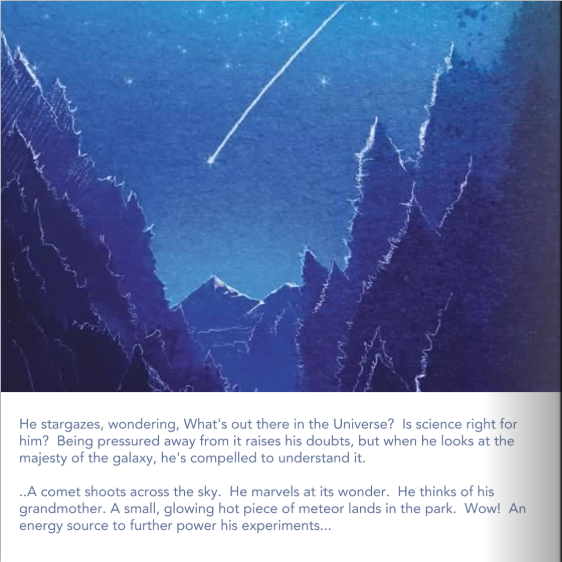 He stargazes, wondering, What's out there in the Universe?  Is science right for
him?  Being pressured away from it raises his doubts, but when he looks at the
majesty of the galaxy, he's compelled to understand it.
..A comet shoots across the sky.  He marvels at its wonder.  He thinks of his
grandmother. A small, glowing hot piece of meteor lands in the park.  Wow!  An
energy source to further power his experiments...